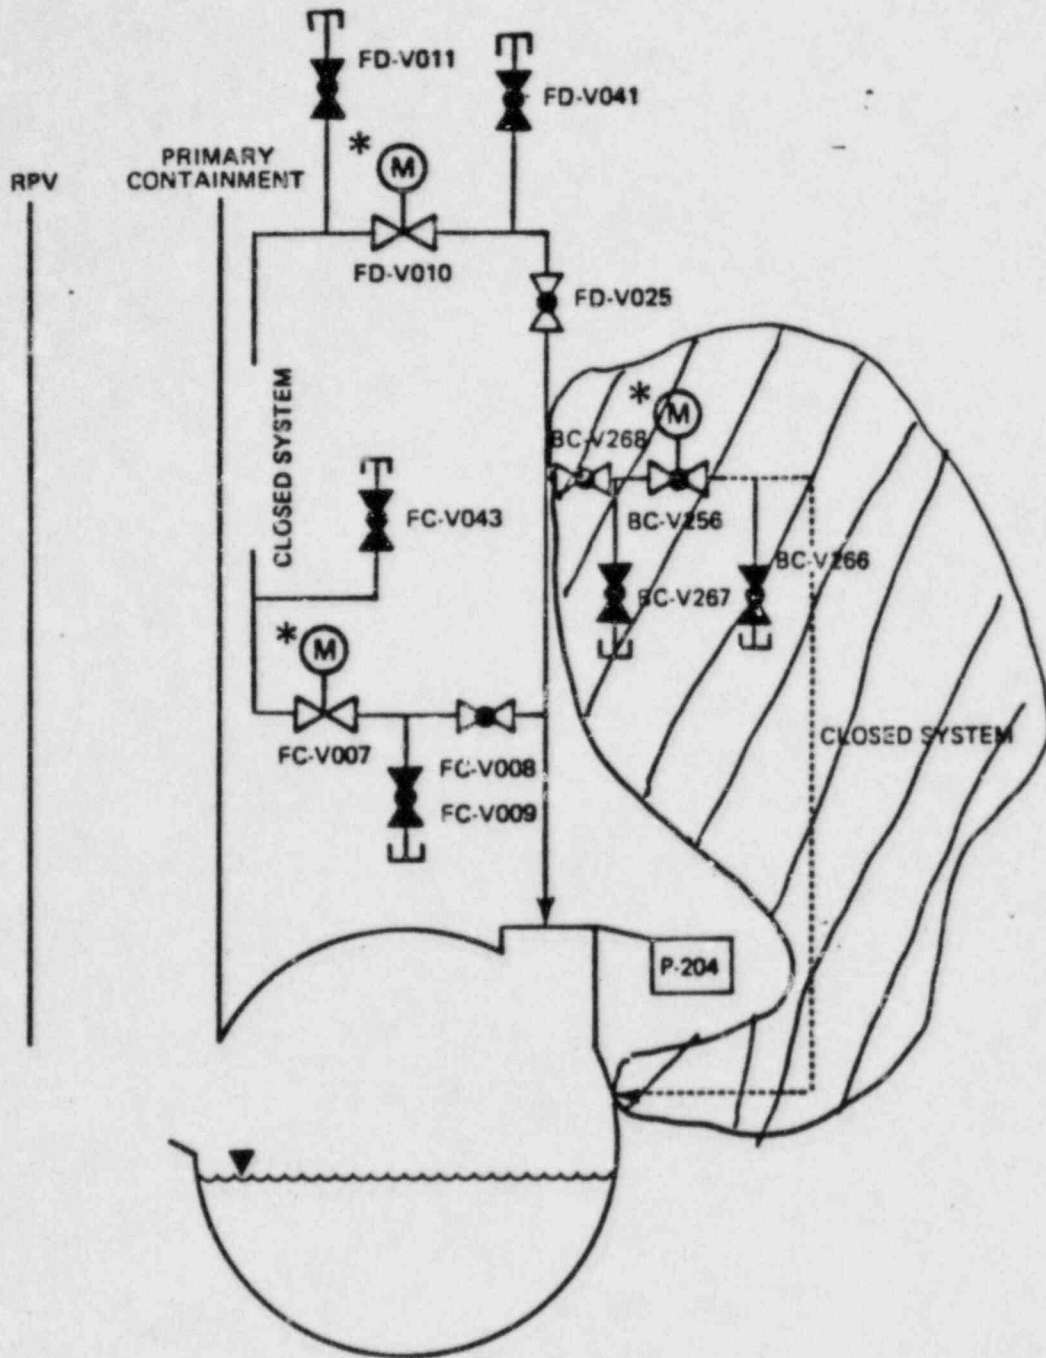 FD-V011
FD-V041
*
M
RPV
PRIMARY
CONTAINMENT
FD-V010
FD-V025
CLOSED SYSTEM
*
M
BC-V268
FC-V043
BC-V256
BC-V266
BC-V267
*
M
FC-V007
FC-V008
CLOSED SYSTEM
FC-V009
P-204